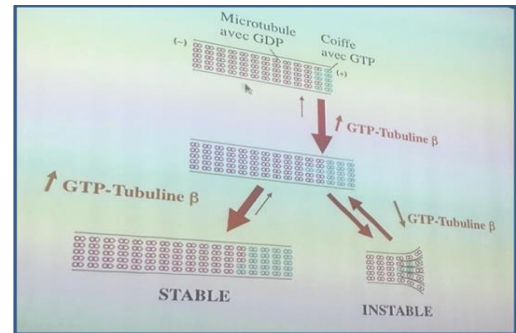 Microtubule
avec GDP
Coiffe
avec GTP
(-)
(+)
GTP-Tubuline β
GTP-Tubuline β
GTP-Tubuline β
STABLE
INSTABLE